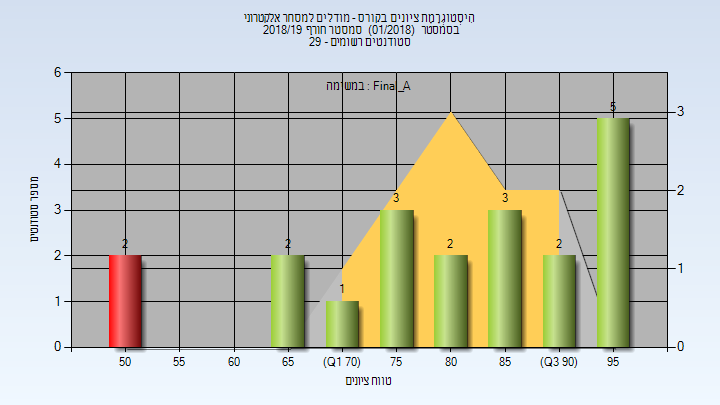 היסטוגרמת ציונים בקורס - מודלים למסחר אלקטרוני
בסמסטר (01/2018) סמסטר חורף 2018/19
סטודנטים רשומים - 29
במשימה : Final_A
מספר סטודנטים
6
5
4
3
2
1
0
3
2
1
0
2
2
1
3
2
3
2
5
50 55 60 65 (Q1 70) 75 80 85 (Q3 90) 95
טווח ציונים